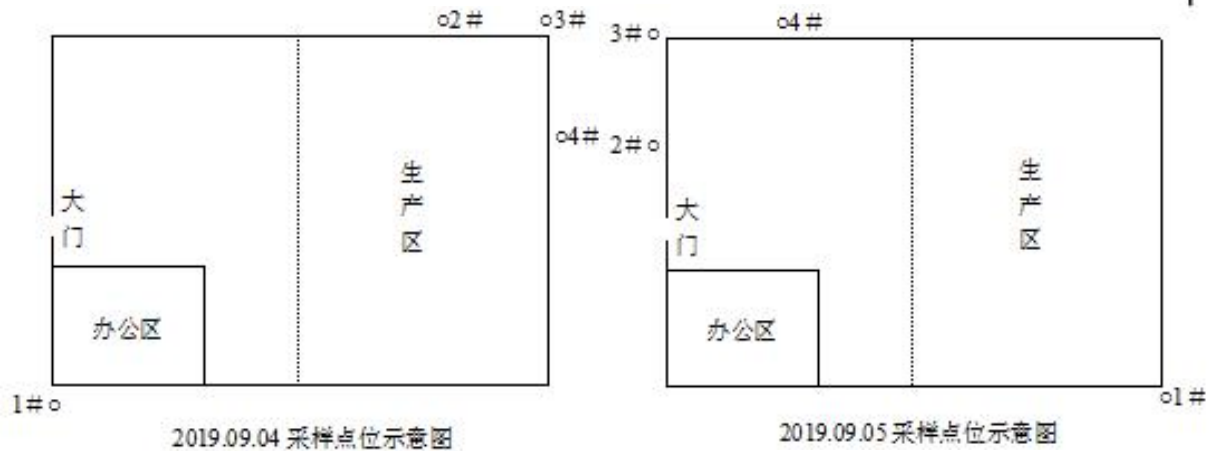 ○2# ○3#
○4#
大门
生产区
办公区
1#○
2019.09.04 采样点位示意图
3#○ ○4#
2#○
大门
生产区
办公区
○1#
2019.09.05 采样点位示意图